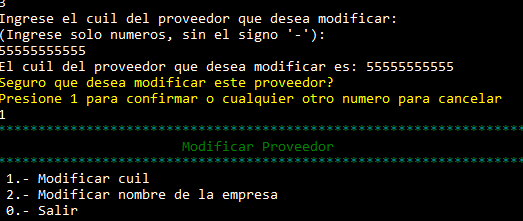 3
Ingrese el cuil del proveedor que desea modificar:
(Ingrese solo numeros, sin el signo '-'):
55555555555
El cuil del proveedor que desea modificar es: 55555555555
Seguro que desea modificar este proveedor?
Presione 1 para confirmar o cualquier otro numero para cancelar
1
***************************************************************
Modificar Proveedor
***************************************************************
1.- Modificar cuil
2.- Modificar nombre de la empresa
0.- Salir